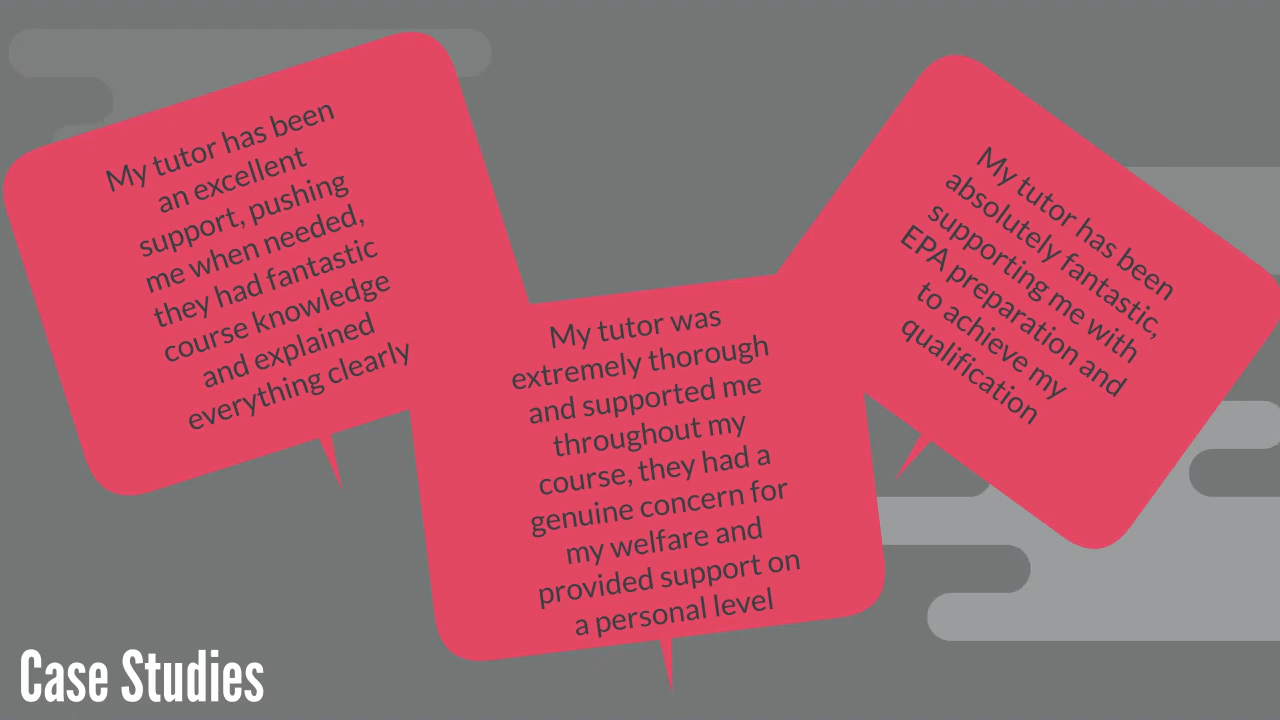 My tutor has been
an excellent
support, pushing
me when needed,
they had fantastic
course knowledge
and explained
everything clearly
My tutor was
extremely thorough
and supported me
throughout my
course, they had a
genuine concern for
my welfare and
provided support on
a personal level
My tutor has been
absolutely fantastic,
supporting me with
EPA preparation and
to achieve my
qualification
Case Studies